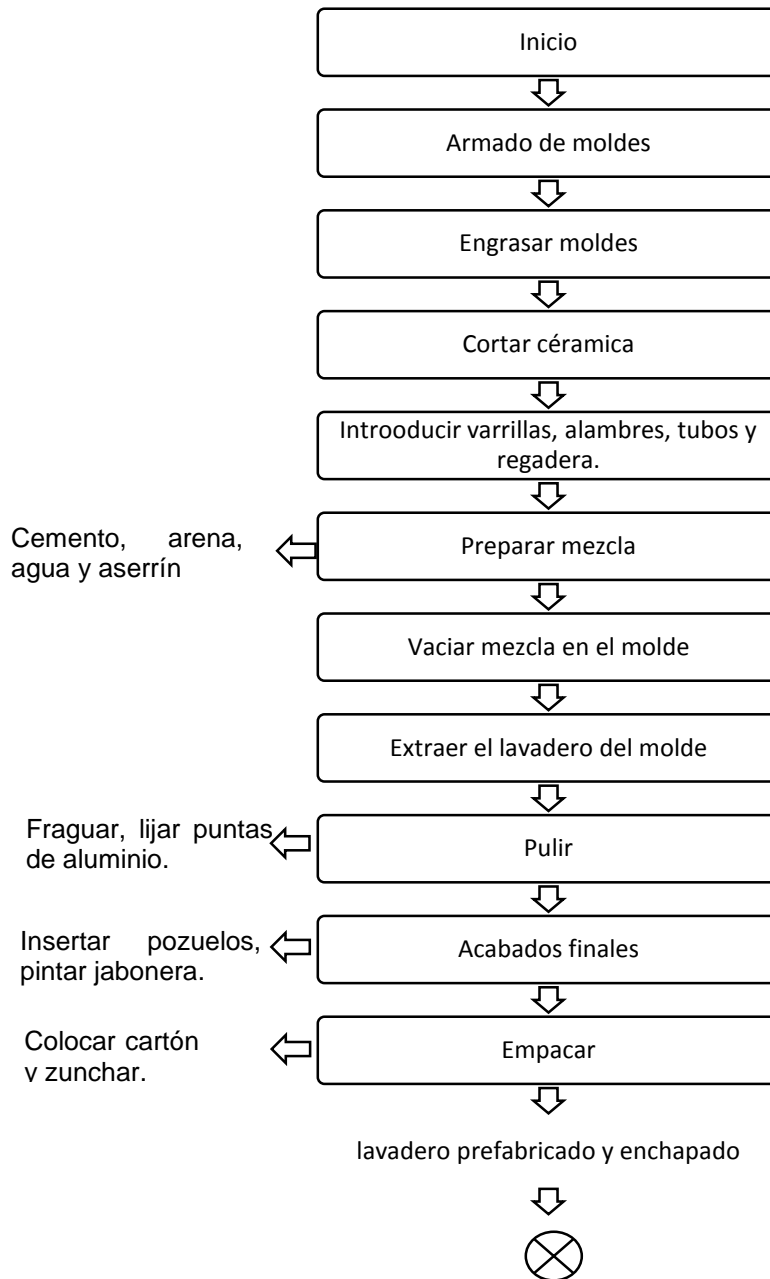 Inicio
Armado de moldes
Engrasar moldes
Cortar céramica
Introoducir varrillas, alambres, tubos y
regadera.
Cemento, arena,
agua y aserrín
Preparar mezcla
Vaciar mezcla en el molde
Extraer el lavadero del molde
Fraguar, lijar puntas
de aluminio.
Pulir
Insertar pozuelos,
pintar jabonera.
Acabados finales
Colocar cartón
y zunchar.
Empacar
lavadero prefabricado y enchapado